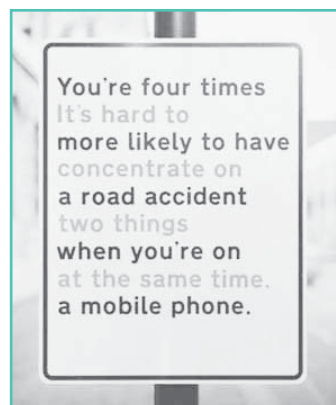 You're four times
It's hard to
more likely to have
concentrate on
a road accident
two things
when you're on
at the same time.
a mobile phone.